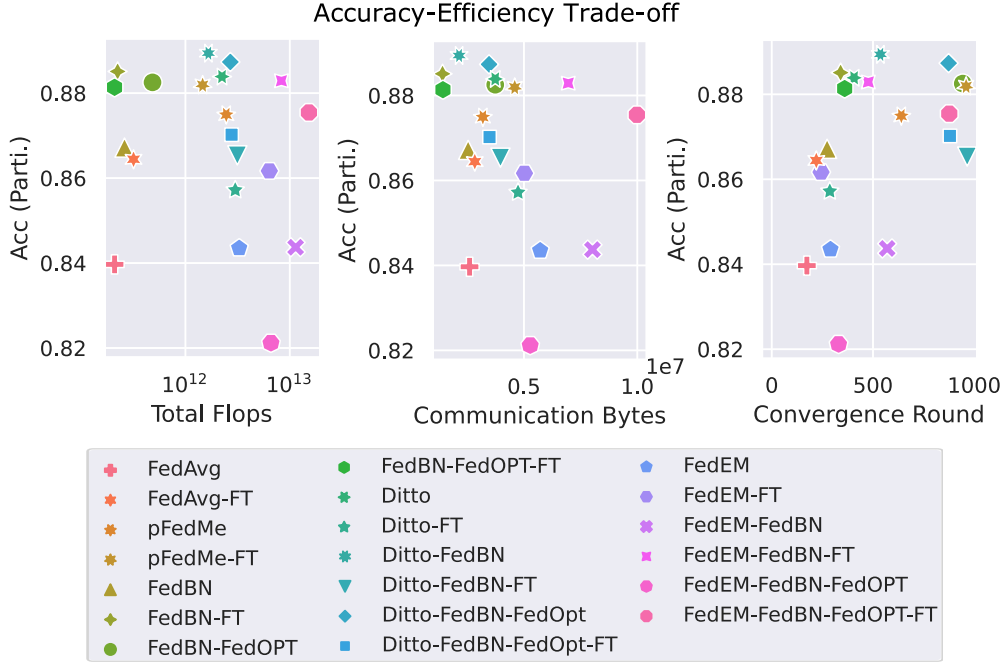 Accuracy-Efficiency Trade-off
Acc (Parti.)
0.88
0.86
0.84
0.82
10^12
10^13
Total Flops
Acc (Parti.)
0.88
0.86
0.84
0.82
0.5
1.0
1e7
Communication Bytes
Acc (Parti.)
0.88
0.86
0.84
0.82
0
500
1000
Convergence Round
FedAvg
FedAvg-FT
pFedMe
pFedMe-FT
FedBN
FedBN-FT
FedBN-FedOPT
FedBN-FedOPT-FT
Ditto
Ditto-FT
Ditto-FedBN
Ditto-FedBN-FT
Ditto-FedBN-FedOpt
Ditto-FedBN-FedOpt-FT
FedEM
FedEM-FT
FedEM-FedBN
FedEM-FedBN-FT
FedEM-FedBN-FedOPT
FedEM-FedBN-FedOPT-FT